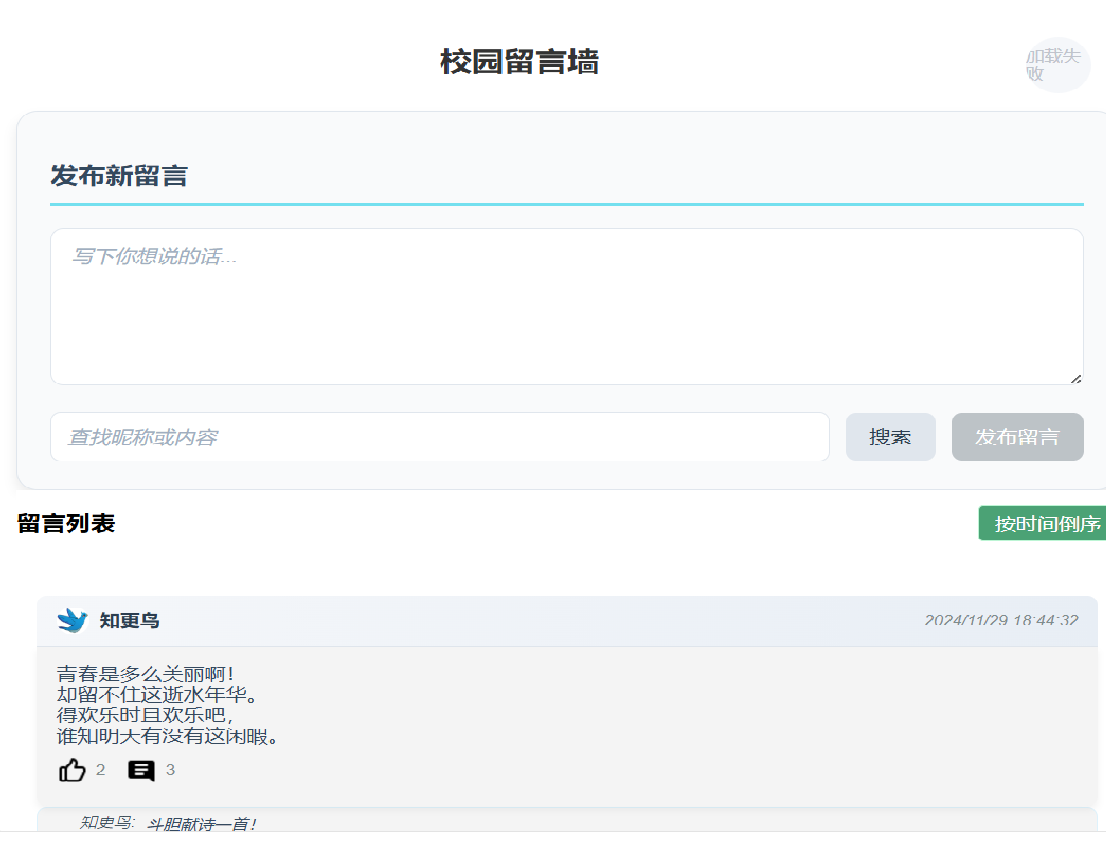 校园留言墙
加载失
败
发布新留言
写下你想说的话...
查找昵称或内容
搜索
发布留言
留言列表
按时间倒序
知更鸟
2024/11/29 18:44:32
青春是多么美丽啊！
却留不住这逝水年华。
得欢乐时且欢乐吧，
谁知明天有没有这闲暇。
2
3
知更鸟: 斗胆献诗一首！